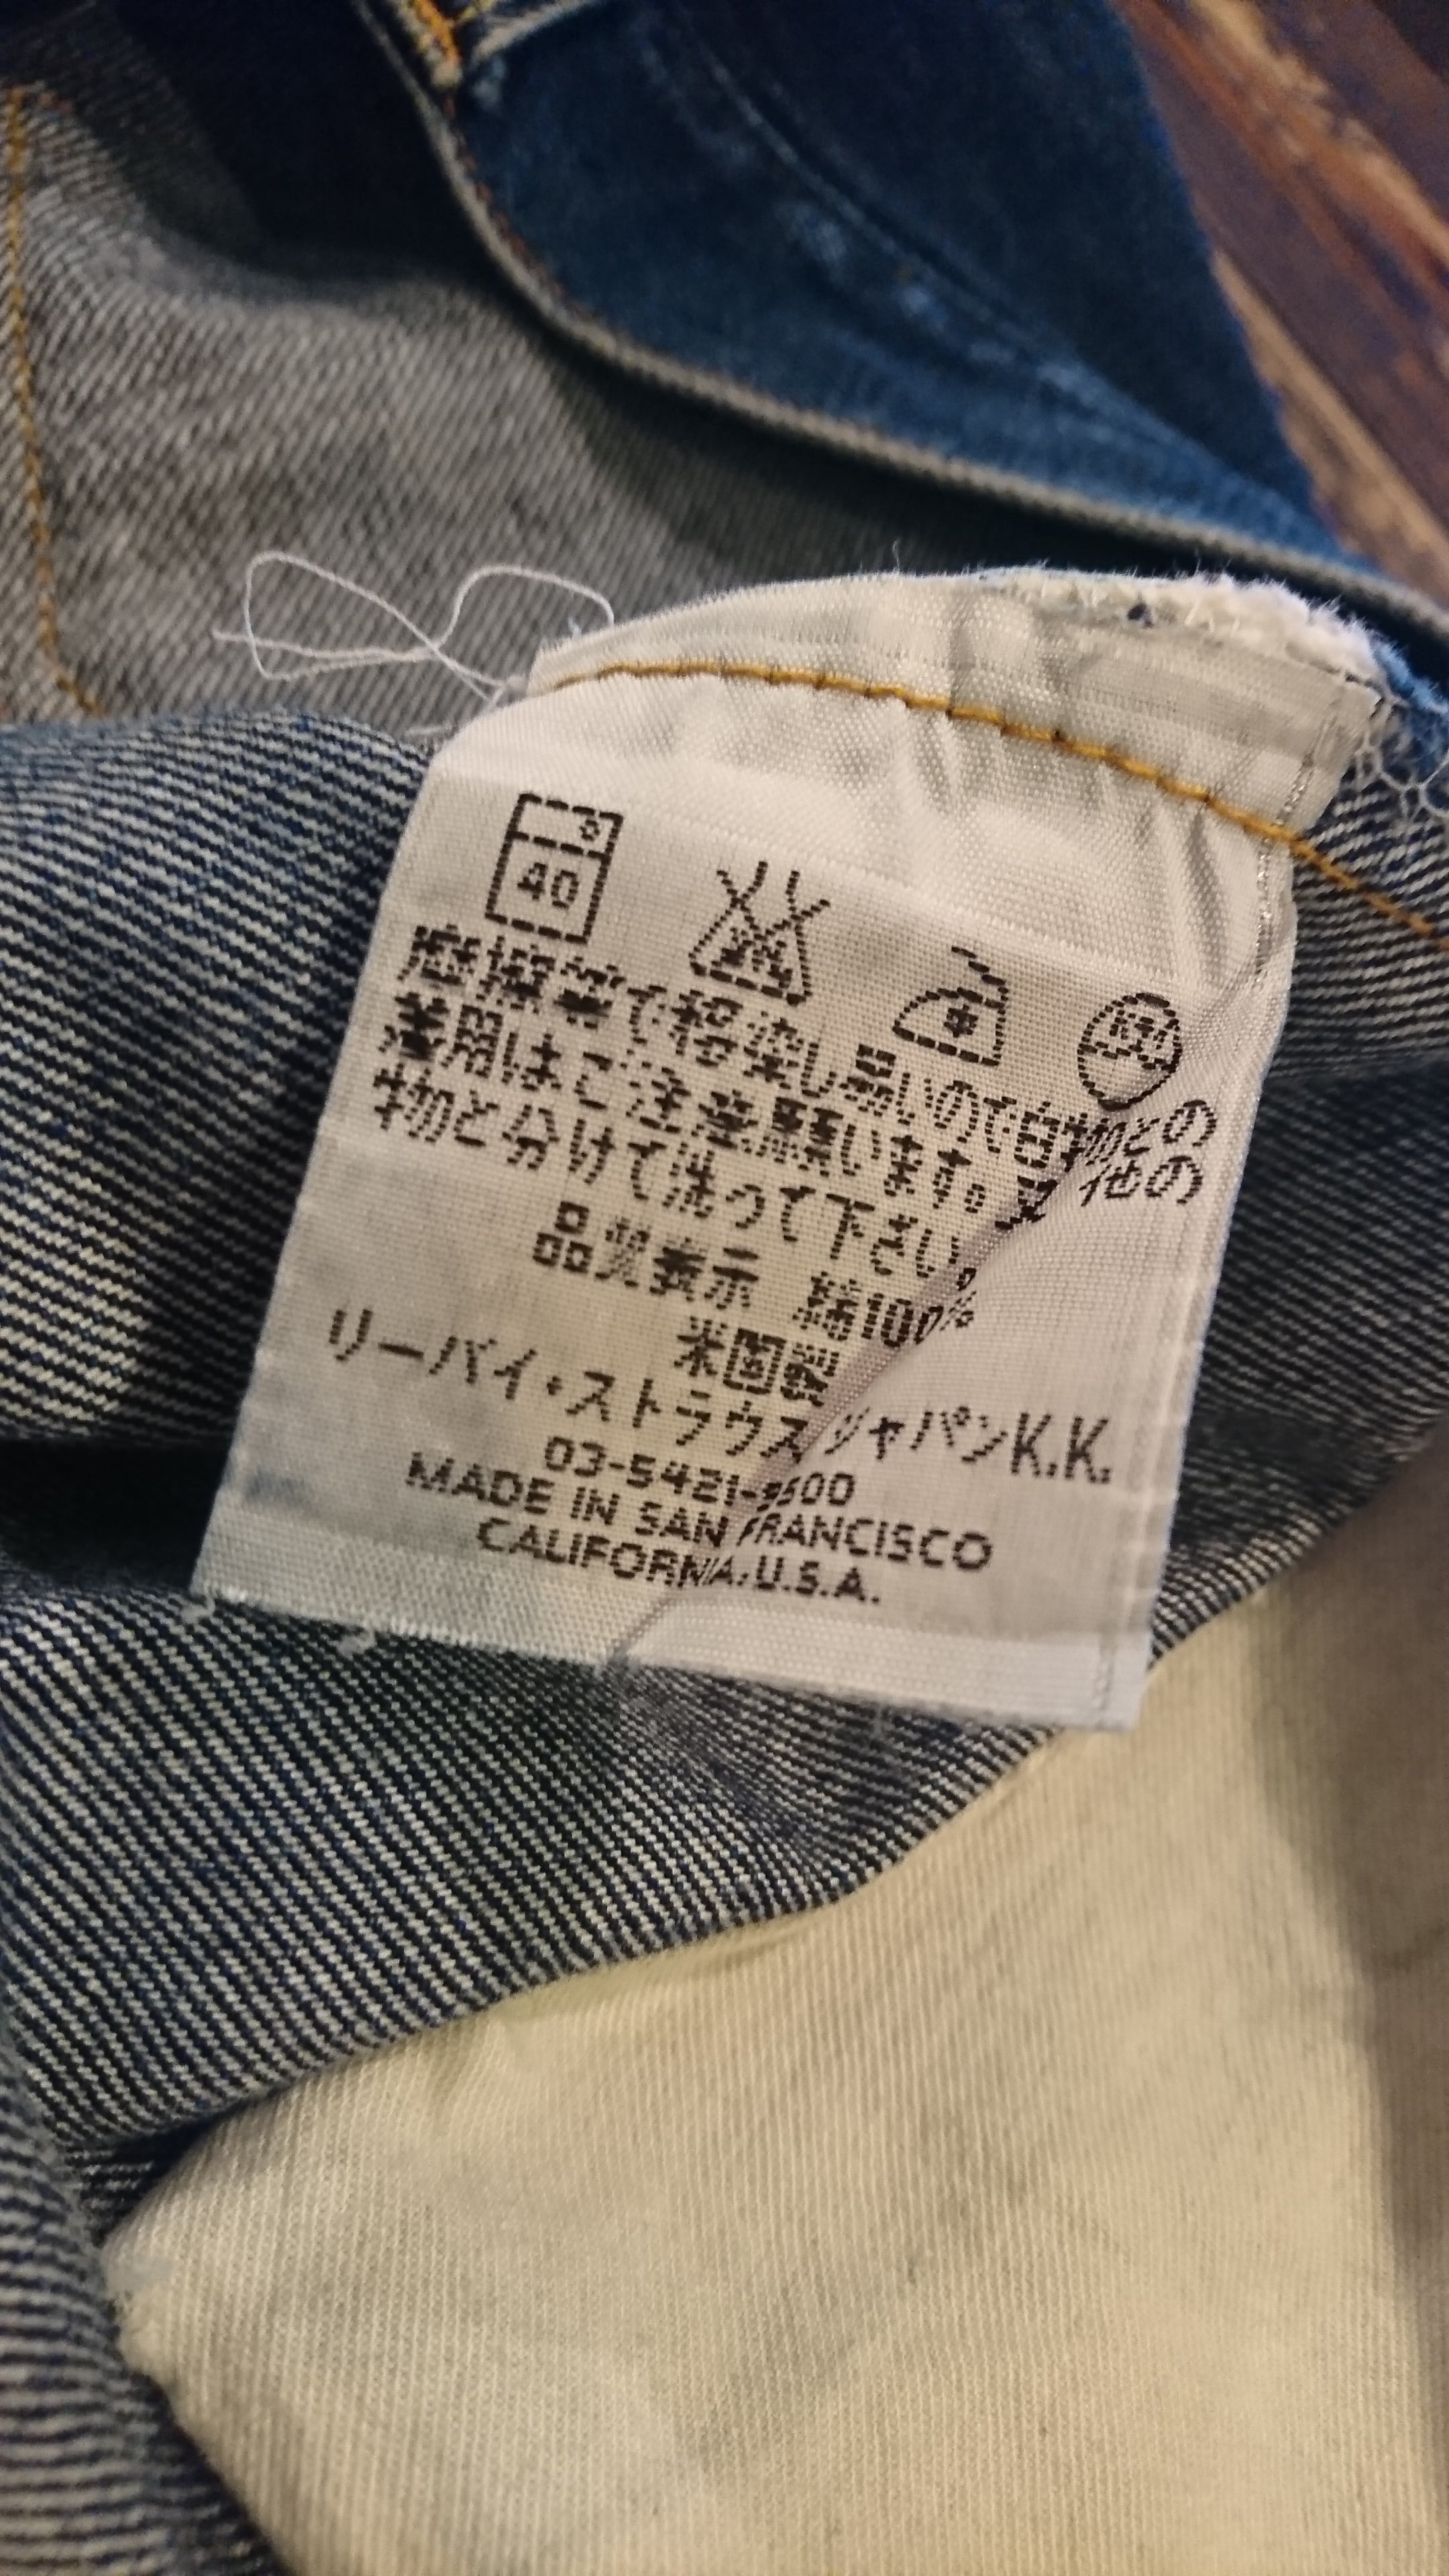 40
摩擦等で移染し易いので白物との
着用はご注意願います。又 他の
物と分けて洗って下さい。
品質表示 綿100%
米国製
リーバイ・ストラウス ジャパンK.K.
03-5421-
MADE IN SAN FRANCISCO
CALIFORNIA, U.S.A.